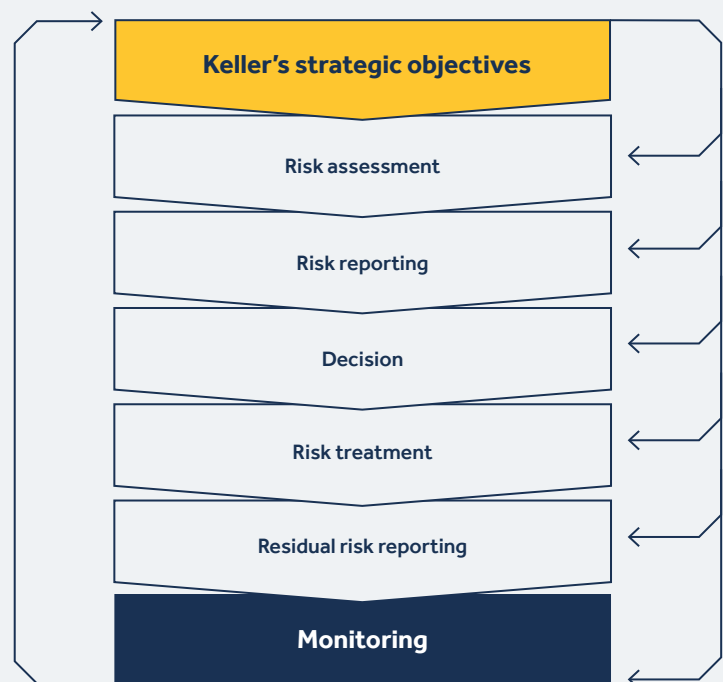 Keller’s strategic objectives
Risk assessment
Risk reporting
Decision
Risk treatment
Residual risk reporting
Monitoring